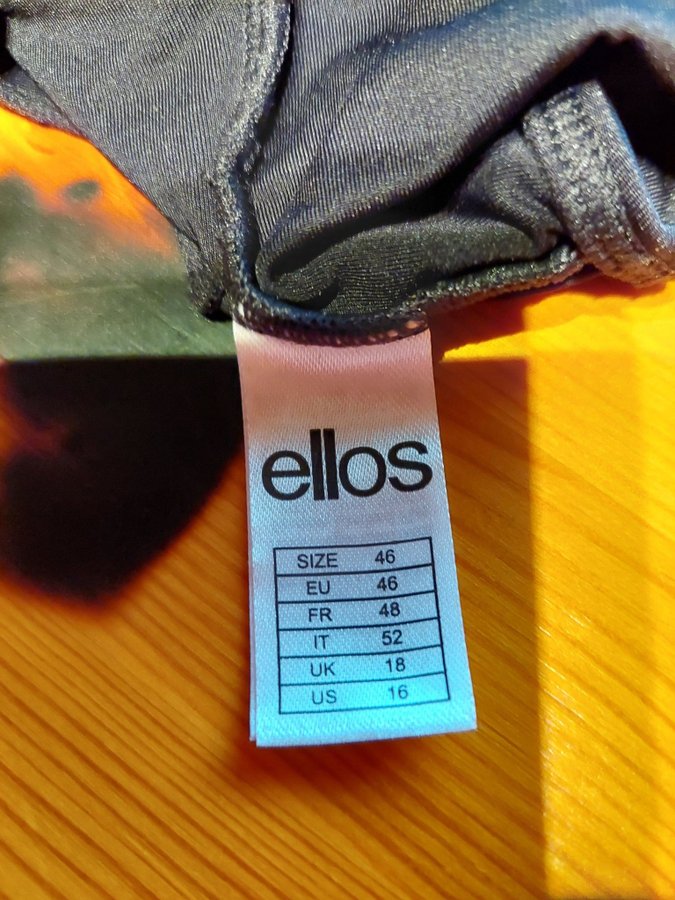 ellos
SIZE 46
EU 46
FR 48
IT 52
UK 18
US 16